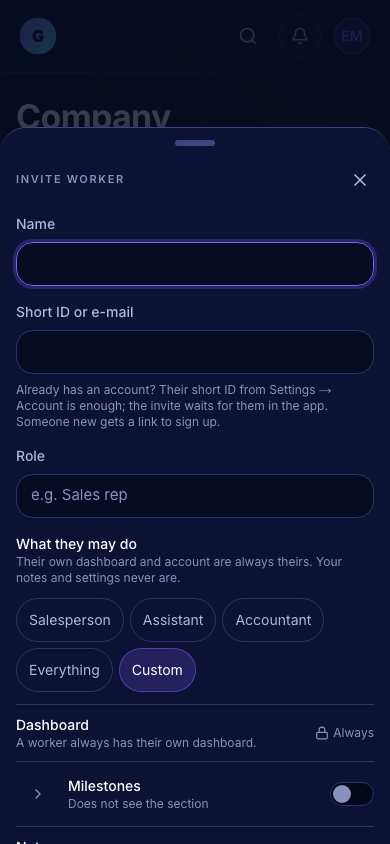 G
EM
Company
INVITE WORKER
Name
Short ID or e-mail
Already has an account? Their short ID from Settings →
Account is enough; the invite waits for them in the app.
Someone new gets a link to sign up.
Role
e.g. Sales rep
What they may do
Their own dashboard and account are always theirs. Your
notes and settings never are.
Salesperson Assistant Accountant
Everything Custom
Dashboard
A worker always has their own dashboard.
Always
Milestones
Does not see the section